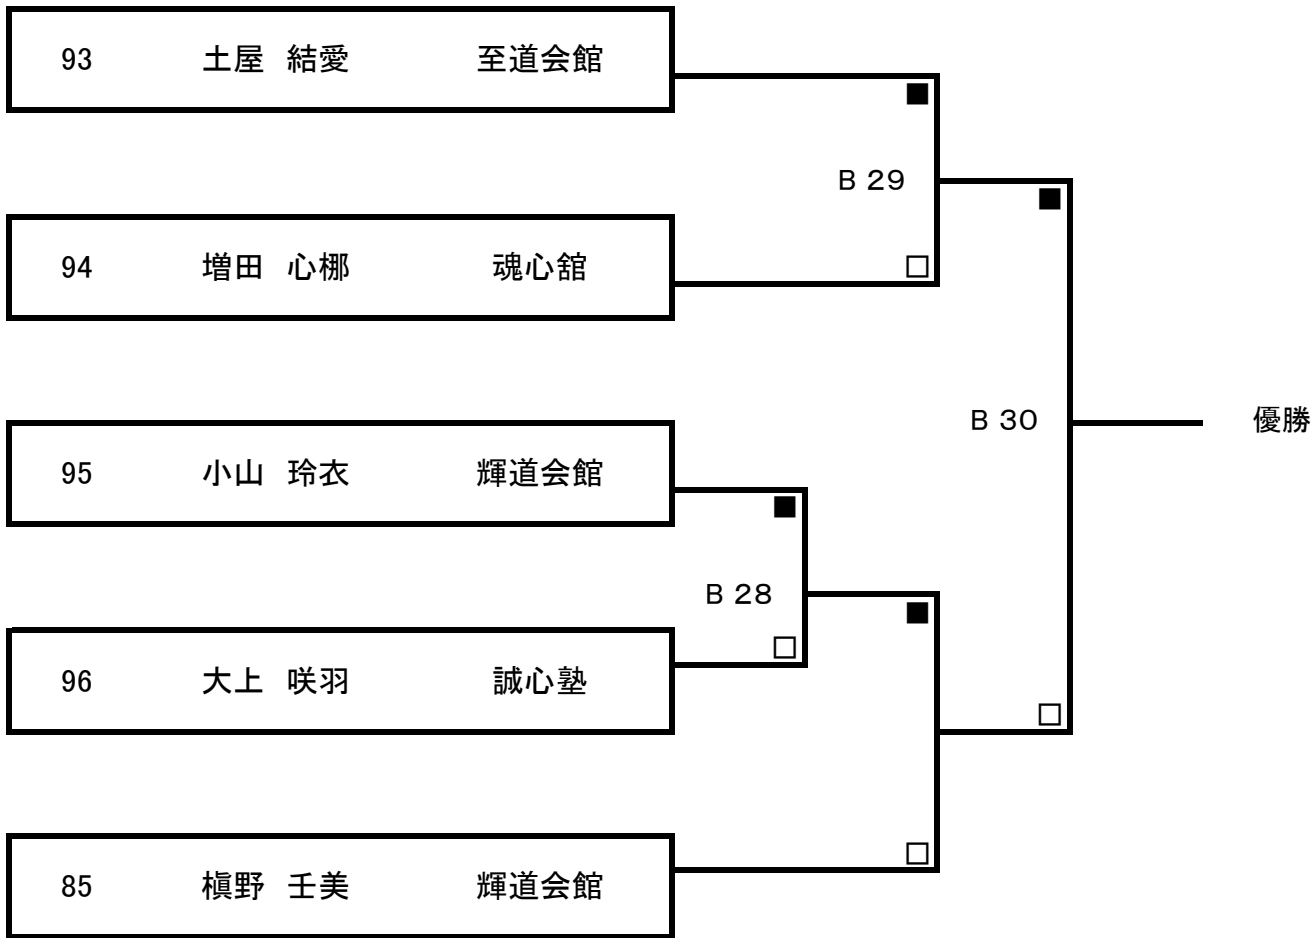 93 土屋 結愛 至道会館
B 29
94 増田 心梛 魂心舘
95 小山 玲衣 輝道会館
B 30 優勝
B 28
96 大上 咲羽 誠心塾
85 槇野 壬美 輝道会館